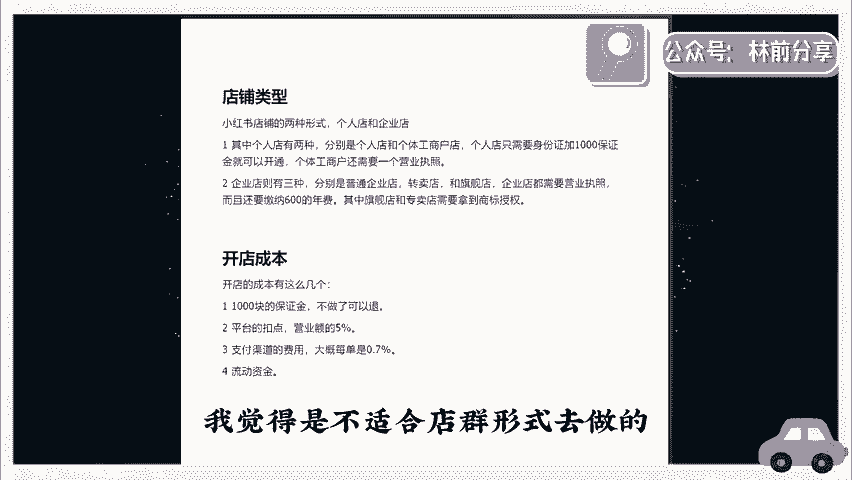 公众号：林前分享
店铺类型
小红书店铺的两种形式，个人店和企业店
1 其中个人店有两种，分别是个人店和个体工商户店，个人店只需要身份证加1000保证
金就可以开通，个体工商户还需要一个营业执照。
2 企业店则有三种，分别是普通企业店，转卖店，和旗舰店，企业店都需要营业执照，
而且还要缴纳600的年费。其中旗舰店和专卖店需要拿到商标授权。
开店成本
开店的成本有这么几个：
1 1000块的保证金，不做了可以退。
2 平台的扣点，营业额的5%。
3 支付渠道的费用，大概每单是0.7%。
4 流动资金。
我觉得是不适合店群形式去做的